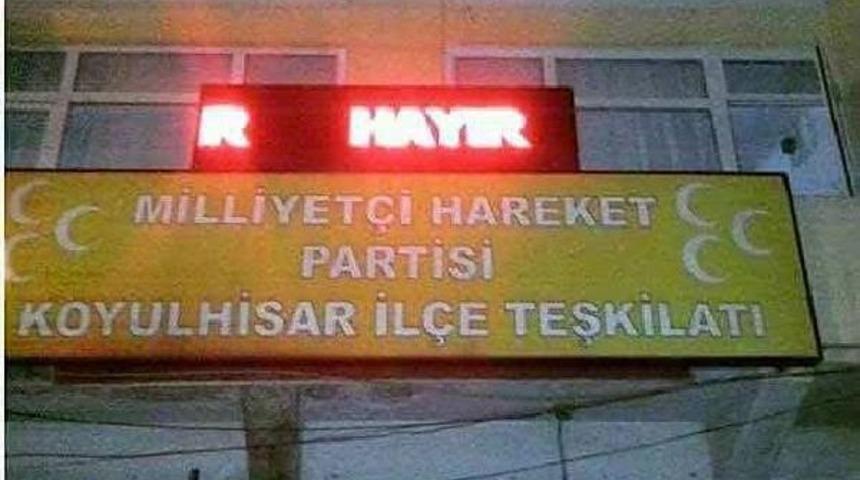 R HAYIR
MİLLİYETÇİ HAREKET
PARTİSİ
KOYULHİSAR İLÇE TEŞKİLATI